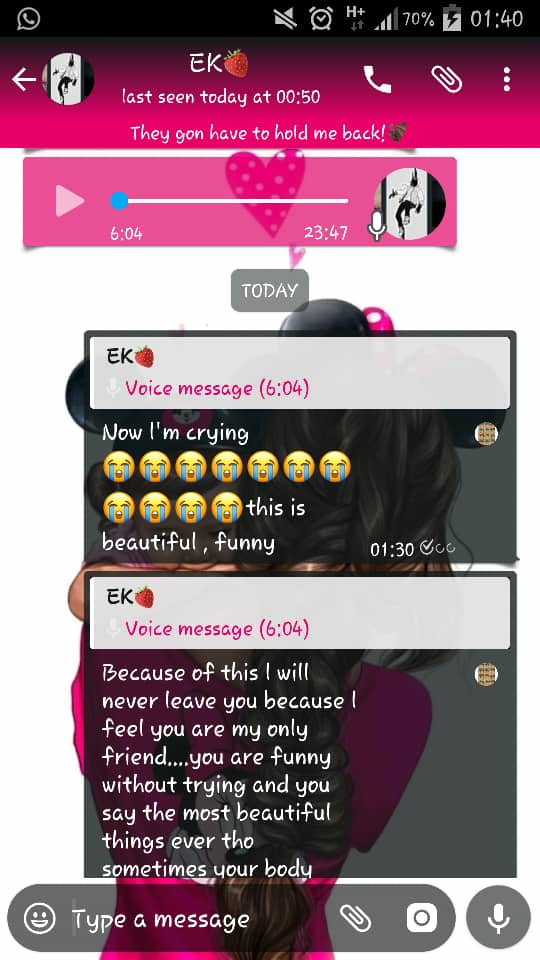 H+ 70% 01:40
EK🍓
last seen today at 00:50
They gon have to hold me back!
6:04 23:47
TODAY
EK🍓
Voice message (6:04)
Now I'm crying
😭😭😭😭😭😭😭
😭😭😭😭this is
beautiful , funny 01:30
EK🍓
Voice message (6:04)
Because of this I will
never leave you because I
feel you are my only
friend....you are funny
without trying and you
say the most beautiful
things ever tho
sometimes your body
Type a message